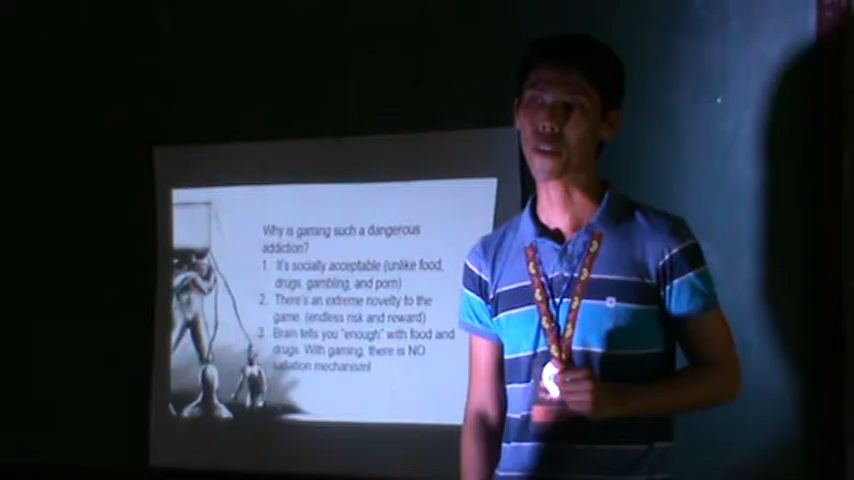 Why is gaming such a dangerous
addiction?
1. It's socially acceptable (unlike food,
drugs, gambling, and porn)
2. There's an extreme novelty to the
game. (endless risk and reward)
3. Brain tells you "enough" with food and
drugs. With gaming, there is NO
satiation mechanism!